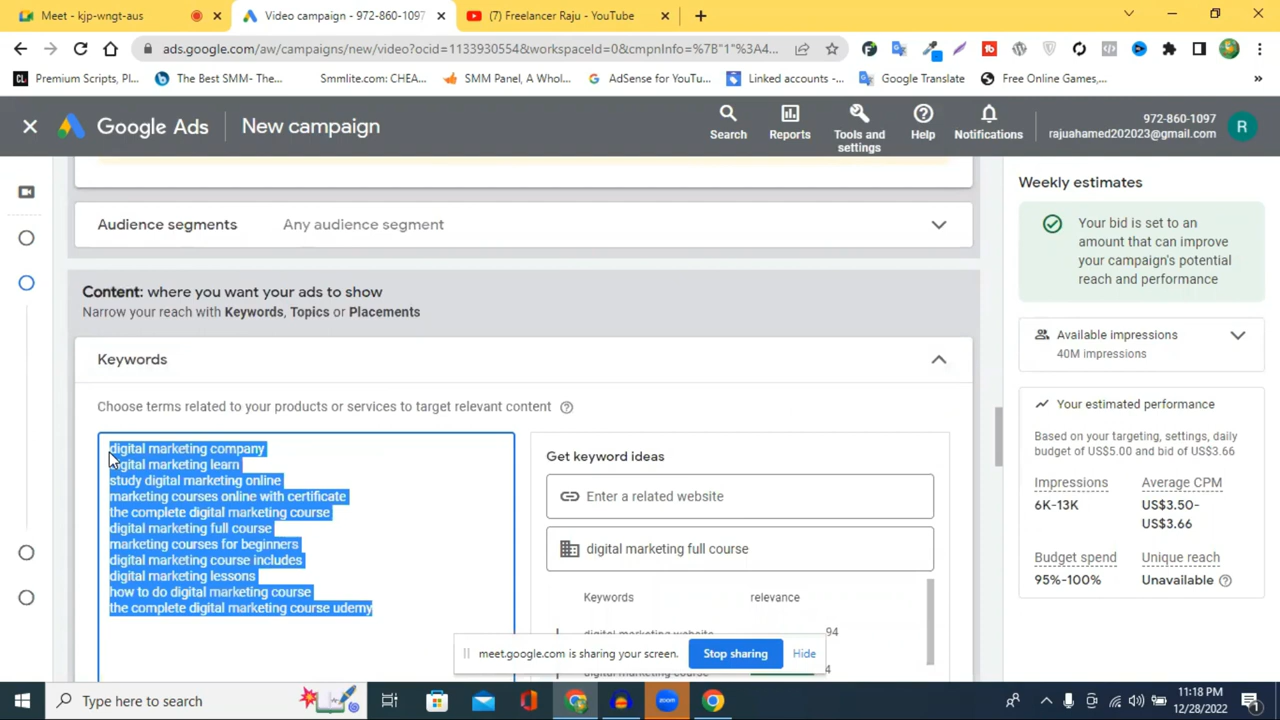 Meet - kjp-wngt-aus
Video campaign - 972-860-1097
(7) Freelancer Raju - YouTube
ads.google.com/aw/campaigns/new/video?ocid=1133930554&workspaceId=0&cmpnInfo=%7B"1"%3A4...
Premium Scripts, Pl...
The Best SMM- The...
Smmlite.com: CHEA...
SMM Panel, A Whol...
AdSense for YouTu...
Linked accounts -...
Google Translate
Free Online Games,...
»
Google Ads
New campaign
Search
Reports
Tools and settings
Help
Notifications
972-860-1097
rajuahamed202023@gmail.com
R
Audience segments
Any audience segment
Content: where you want your ads to show
Narrow your reach with Keywords, Topics or Placements
Keywords
Choose terms related to your products or services to target relevant content
digital marketing company
digital marketing learn
study digital marketing online
marketing courses online with certificate
the complete digital marketing course
digital marketing full course
marketing courses for beginners
digital marketing course includes
digital marketing lessons
how to do digital marketing course
the complete digital marketing course udemy
Get keyword ideas
Enter a related website
digital marketing full course
Keywords relevance
digital marketing website 94
digital marketing course 4
Weekly estimates
Your bid is set to an
amount that can improve
your campaign's potential
reach and performance
Available impressions
40M impressions
Your estimated performance
Based on your targeting, settings, daily
budget of US$5.00 and bid of US$3.66
Impressions Average CPM
6K-13K US$3.50-
US$3.66
Budget spend Unique reach
95%-100% Unavailable
meet.google.com is sharing your screen.
Stop sharing
Hide
Type here to search
zoom
11:18 PM
12/28/2022
1